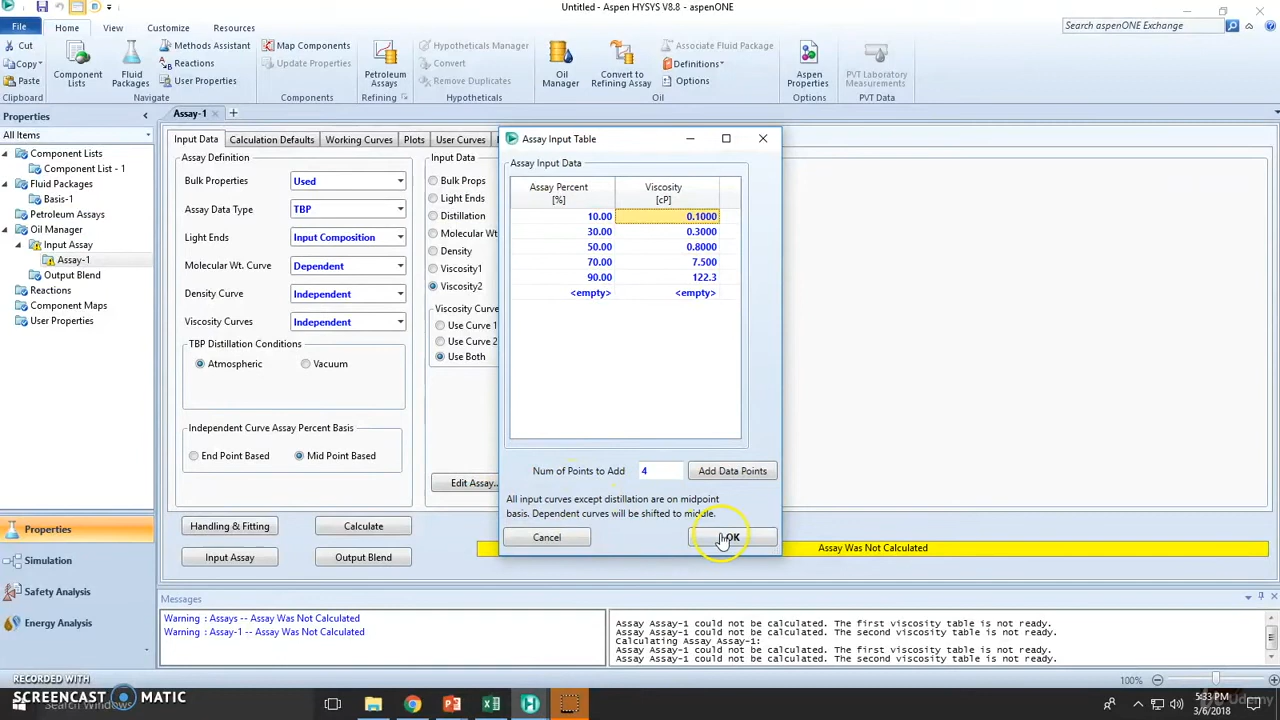 Untitled - Aspen HYSYS V8.8 - aspenONE
File Home View Customize Resources
Search aspenONE Exchange
Cut
Copy
Paste
Clipboard
Component Lists
Fluid Packages
Methods Assistant
Reactions
User Properties
Navigate
Map Components
Update Properties
Components
Petroleum Assays
Refining
Hypotheticals Manager
Convert
Remove Duplicates
Hypotheticals
Oil Manager
Convert to Refining Assay
Associate Fluid Package
Definitions
Options
Oil
Aspen Properties
Options
PVT Laboratory Measurements
PVT Data
Properties
All Items
Component Lists
Component List - 1
Fluid Packages
Basis-1
Petroleum Assays
Oil Manager
Input Assay
Assay-1
Output Blend
Reactions
Component Maps
User Properties
Properties
Simulation
Safety Analysis
Energy Analysis
Assay-1
Input Data Calculation Defaults Working Curves Plots User Curves
Assay Definition
Bulk Properties Used
Assay Data Type TBP
Light Ends Input Composition
Molecular Wt. Curve Dependent
Density Curve Independent
Viscosity Curves Independent
TBP Distillation Conditions
Atmospheric Vacuum
Independent Curve Assay Percent Basis
End Point Based Mid Point Based
Handling & Fitting Calculate
Input Assay Output Blend
Input Data
Bulk Props
Light Ends
Distillation
Molecular Wt
Density
Viscosity1
Viscosity2
Viscosity Curve
Use Curve 1
Use Curve 2
Use Both
Edit Assay...
Assay Input Table
Assay Input Data
Assay Percent [%] Viscosity [cP]
10.00 0.1000
30.00 0.3000
50.00 0.8000
70.00 7.500
90.00 122.3
<empty> <empty>
Num of Points to Add 4 Add Data Points
All input curves except distillation are on midpoint
basis. Dependent curves will be shifted to middle.
Cancel OK
Assay Was Not Calculated
Messages
Warning : Assays -- Assay Was Not Calculated
Warning : Assay-1 -- Assay Was Not Calculated
Assay Assay-1 could not be calculated. The first viscosity table is not ready.
Assay Assay-1 could not be calculated. The second viscosity table is not ready.
Calculating Assay Assay-1:
Assay Assay-1 could not be calculated. The first viscosity table is not ready.
Assay Assay-1 could not be calculated. The second viscosity table is not ready.
100%
RECORDED WITH
SCREENCAST MATIC
Search Windows
5:33 PM
3/6/2018
Udemy